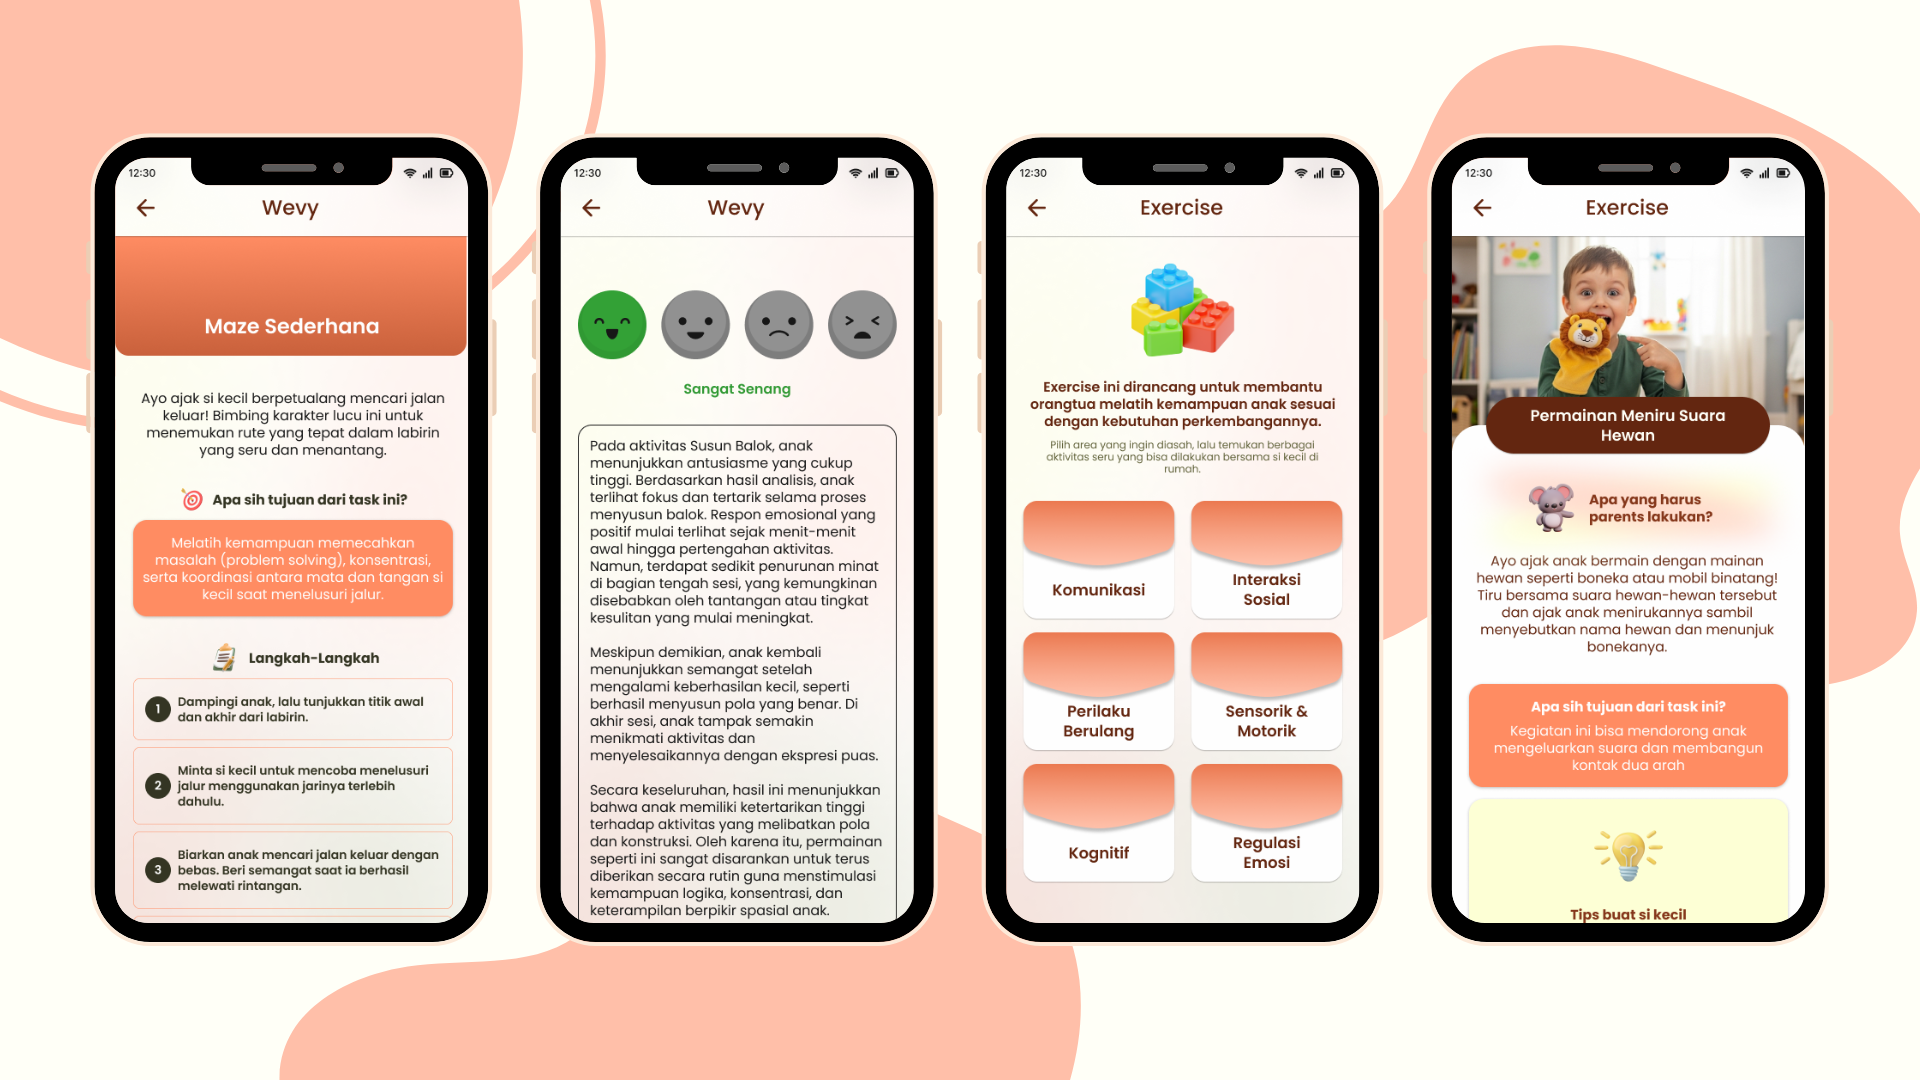 12:30
Wevy
Maze Sederhana
Ayo ajak si kecil berpetualang mencari jalan
keluar! Bimbing karakter lucu ini untuk
menemukan rute yang tepat dalam labirin
yang seru dan menantang.
Apa sih tujuan dari task ini?
Melatih kemampuan memecahkan
masalah (problem solving), konsentrasi,
serta koordinasi antara mata dan tangan si
kecil saat menelusuri jalur.
Langkah-Langkah
1
Dampingi anak, lalu tunjukkan titik awal
dan akhir dari labirin.
2
Minta si kecil untuk mencoba menelusuri
jalur menggunakan jarinya terlebih
dahulu.
3
Biarkan anak mencari jalan keluar dengan
bebas. Beri semangat saat ia berhasil
melewati rintangan.
12:30
Wevy
Sangat Senang
Pada aktivitas Susun Balok, anak
menunjukkan antusiasme yang cukup
tinggi. Berdasarkan hasil analisis, anak
terlihat fokus dan tertarik selama proses
menyusun balok. Respon emosional yang
positif mulai terlihat sejak menit-menit
awal hingga pertengahan aktivitas.
Namun, terdapat sedikit penurunan minat
di bagian tengah sesi, yang kemungkinan
disebabkan oleh tantangan atau tingkat
kesulitan yang mulai meningkat.
Meskipun demikian, anak kembali
menunjukkan semangat setelah
mengalami keberhasilan kecil, seperti
berhasil menyusun pola yang benar. Di
akhir sesi, anak tampak semakin
menikmati aktivitas dan
menyelesaikannya dengan ekspresi puas.
Secara keseluruhan, hasil ini menunjukkan
bahwa anak memiliki ketertarikan tinggi
terhadap aktivitas yang melibatkan pola
dan konstruksi. Oleh karena itu, permainan
seperti ini sangat disarankan untuk terus
diberikan secara rutin guna menstimulasi
kemampuan logika, konsentrasi, dan
keterampilan berpikir spasial anak.
12:30
Exercise
Exercise ini dirancang untuk membantu
orangtua melatih kemampuan anak sesuai
dengan kebutuhan perkembangannya.
Pilih area yang ingin diasah, lalu temukan berbagai
aktivitas seru yang bisa dilakukan bersama si kecil di
rumah.
Komunikasi
Interaksi
Sosial
Perilaku
Berulang
Sensorik &
Motorik
Kognitif
Regulasi
Emosi
12:30
Exercise
Permainan Meniru Suara
Hewan
Apa yang harus
parents lakukan?
Ayo ajak anak bermain dengan mainan
hewan seperti boneka atau mobil binatang!
Tiru bersama suara hewan-hewan tersebut
dan ajak anak menirukannya sambil
menyebutkan nama hewan dan menunjuk
bonekanya.
Apa sih tujuan dari task ini?
Kegiatan ini bisa mendorong anak
mengeluarkan suara dan membangun
kontak dua arah
Tips buat si kecil